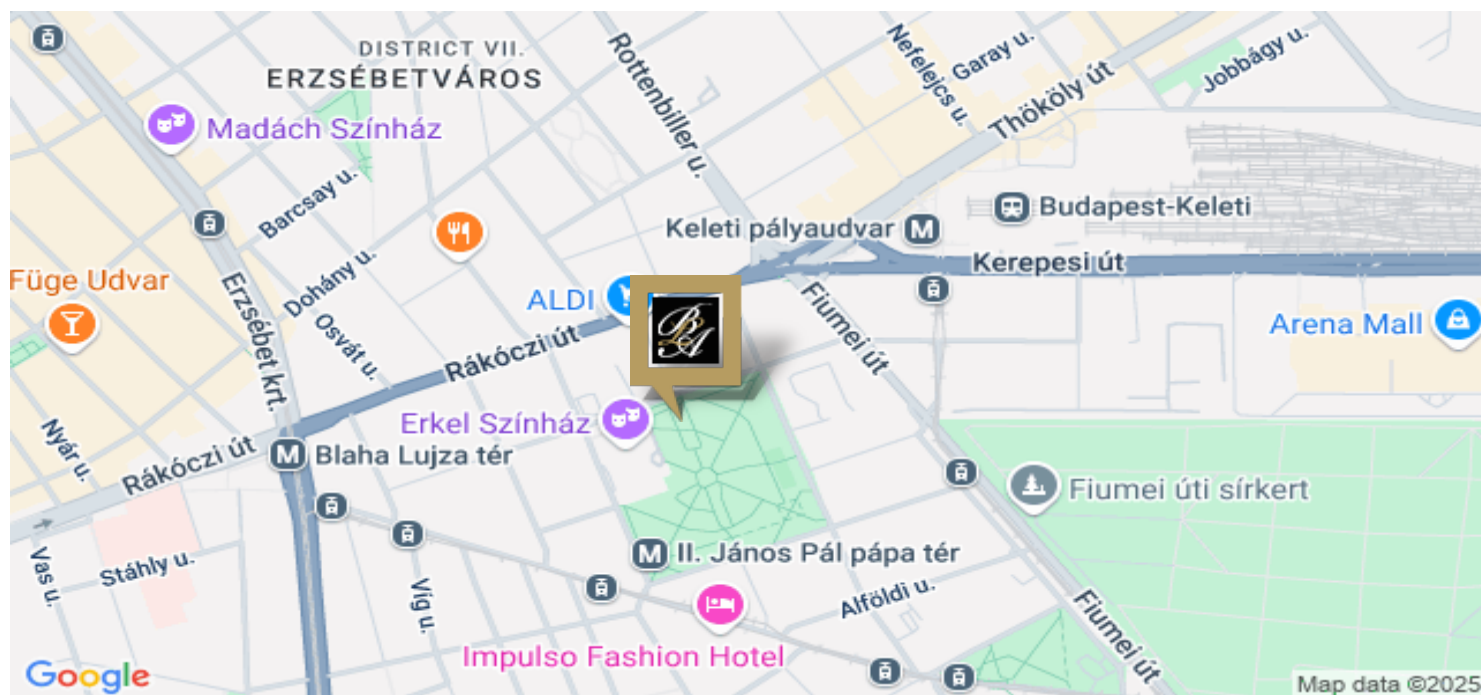 DISTRICT VII.
ERZSÉBETVÁROS
Rottenbiller u.
Nefelejcs u.
Garay u.
Jobbágy u.
Thököly út
Madách Színház
Barcsay u.
Keleti pályaudvar
M
Budapest-Keleti
Kerepesi út
Füge Udvar
Erzsébet krt.
Dohány u.
Osvát u.
ALDI
B
A
Fiumei út
Arena Mall
Rákóczi út
Erkel Színház
Nyár u.
Rákóczi út
M
Blaha Lujza tér
Fiumei úti sírkert
Vas u.
Stáhly u.
Víg u.
M
II. János Pál pápa tér
Alföldi u.
Fiumei út
Impulso Fashion Hotel
Google
Map data ©2025